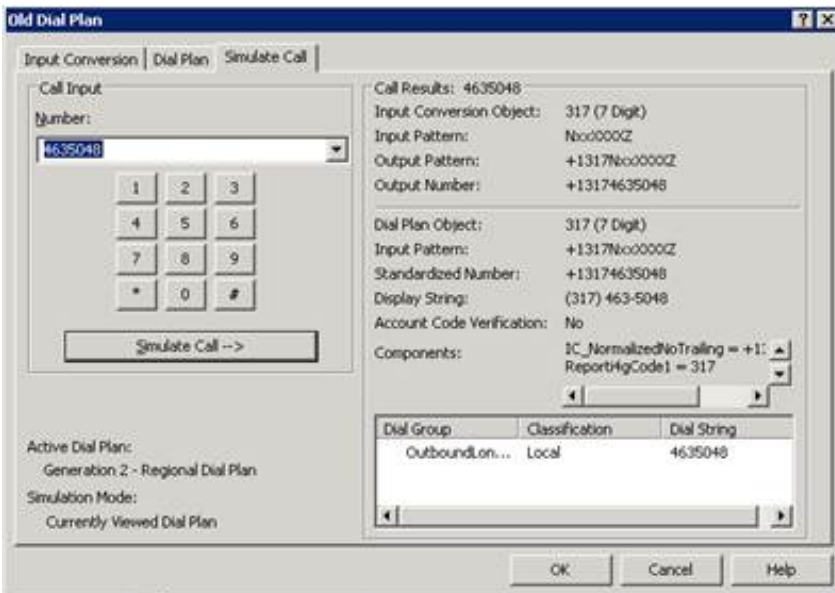 Old Dial Plan
Input Conversion Dial Plan Simulate Call
Call Input
Number:
4635048
1 2 3
4 5 6
7 8 9
* 0 #
Simulate Call -->
Active Dial Plan:
Generation 2 - Regional Dial Plan
Simulation Mode:
Currently Viewed Dial Plan
Call Results: 4635048
Input Conversion Object: 317 (7 Digit)
Input Pattern:
Output Pattern:
Output Number: +13174635048
Dial Plan Object: 317 (7 Digit)
Input Pattern:
Standardized Number: +13174635048
Display String: (317) 463-5048
Account Code Verification: No
Components: IC_NormalizedNoTrailing = +1
= 317
Dial Group Classification Dial String
OutboundLon... Local 4635048
OK Cancel Help